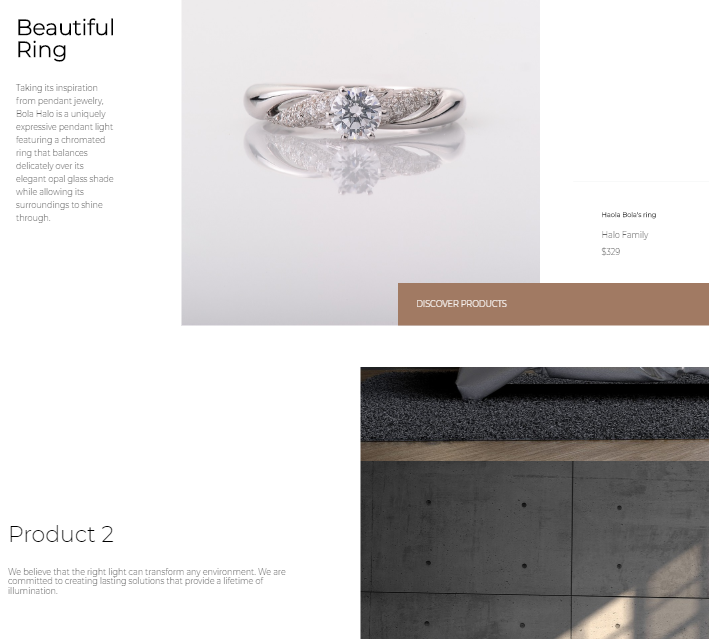 Beautiful
Ring
Taking its inspiration
from pendant jewelry,
Bola Halo is a uniquely
expressive pendant light
featuring a chromated
ring that balances
delicately over its
elegant opal glass shade
while allowing its
surroundings to shine
through.
Haola Bola's ring
Halo Family
$329
DISCOVER PRODUCTS
Product 2
We believe that the right light can transform any environment. We are
committed to creating lasting solutions that provide a lifetime of
illumination.